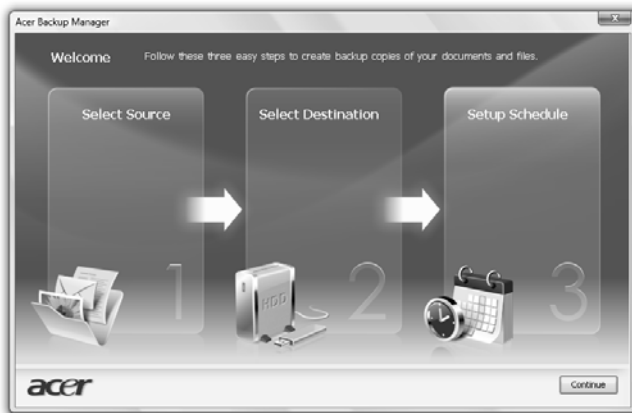 Acer Backup Manager
Welcome
Follow these three easy steps to create backup copies of your documents and files.
Select Source
Select Destination
Setup Schedule
HDD
1
2
3
acer
Continue